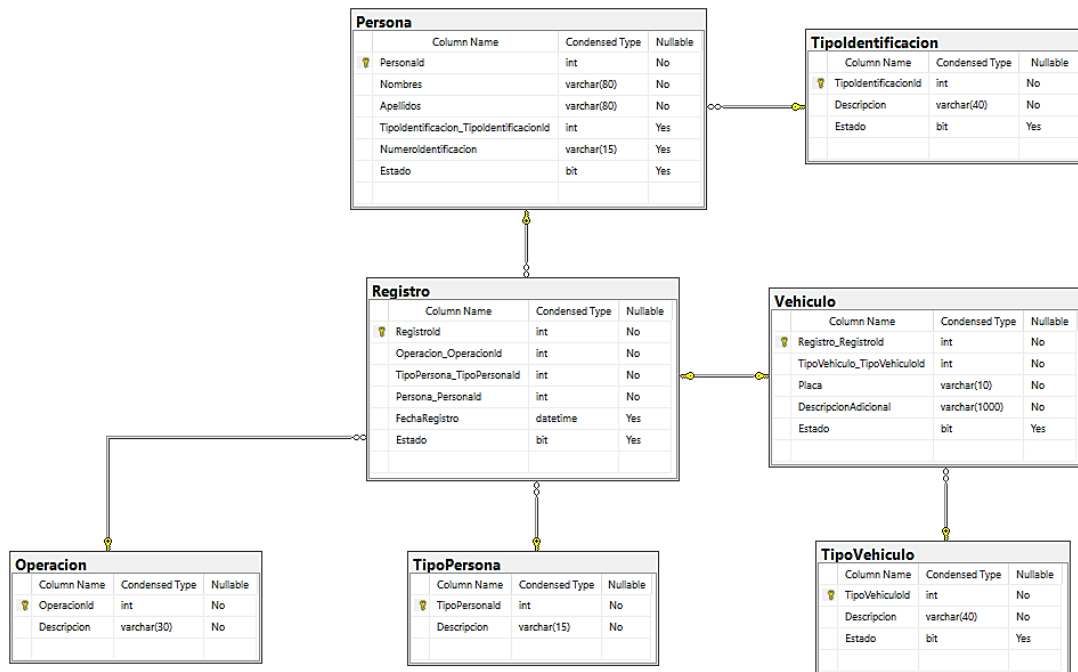 Persona
Column Name Condensed Type Nullable
PersonaId int No
Nombres varchar(80) No
Apellidos varchar(80) No
TipoIdentificacion_TipoIdentificacionId int Yes
NumeroIdentificacion varchar(15) Yes
Estado bit Yes
TipoIdentificacion
Column Name Condensed Type Nullable
TipoIdentificacionId int No
Descripcion varchar(40) No
Estado bit Yes
Registro
Column Name Condensed Type Nullable
RegistroId int No
Operacion_OperacionId int No
TipoPersona_TipoPersonaId int No
Persona_PersonaId int No
FechaRegistro datetime Yes
Estado bit Yes
Vehiculo
Column Name Condensed Type Nullable
Registro_RegistroId int No
TipoVehiculo_TipoVehiculoId int No
Placa varchar(10) No
DescripcionAdicional varchar(1000) No
Estado bit Yes
Operacion
Column Name Condensed Type Nullable
OperacionId int No
Descripcion varchar(30) No
TipoPersona
Column Name Condensed Type Nullable
TipoPersonaId int No
Descripcion varchar(15) No
TipoVehiculo
Column Name Condensed Type Nullable
TipoVehiculoId int No
Descripcion varchar(40) No
Estado bit Yes